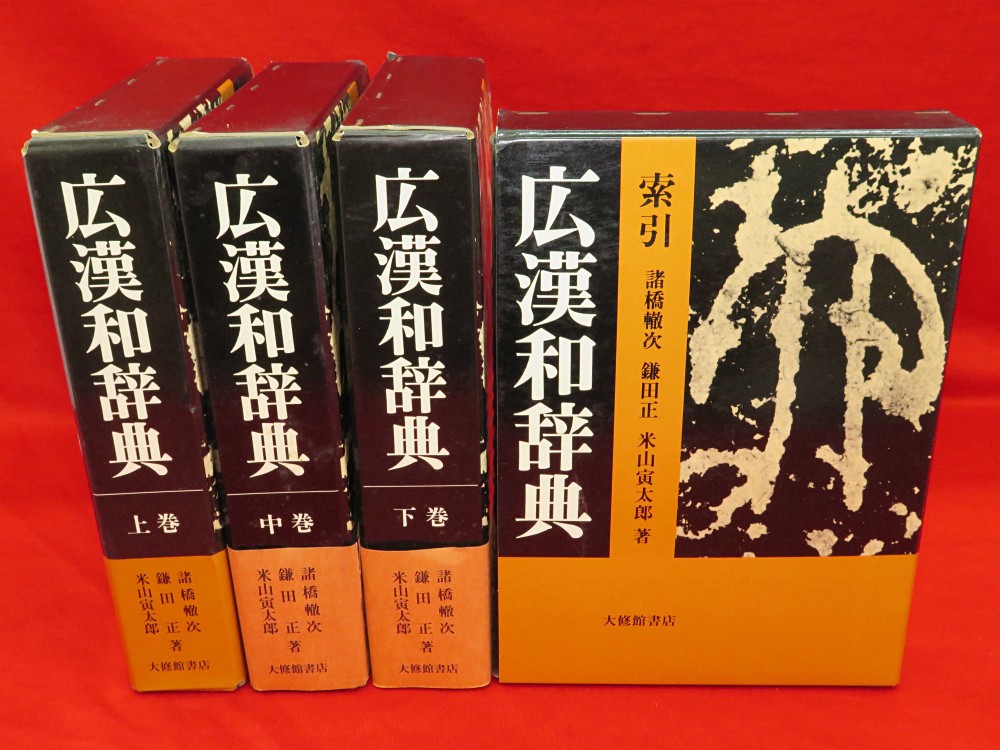 広漢和辞典
上巻
諸橋轍次
鎌田正
米山寅太郎
著
大修館書店
広漢和辞典
中巻
諸橋轍次
鎌田正
米山寅太郎
著
大修館書店
広漢和辞典
下巻
諸橋轍次
鎌田正
米山寅太郎
著
大修館書店
広漢和辞典
索引
諸橋轍次 鎌田正 米山寅太郎 著
大修館書店